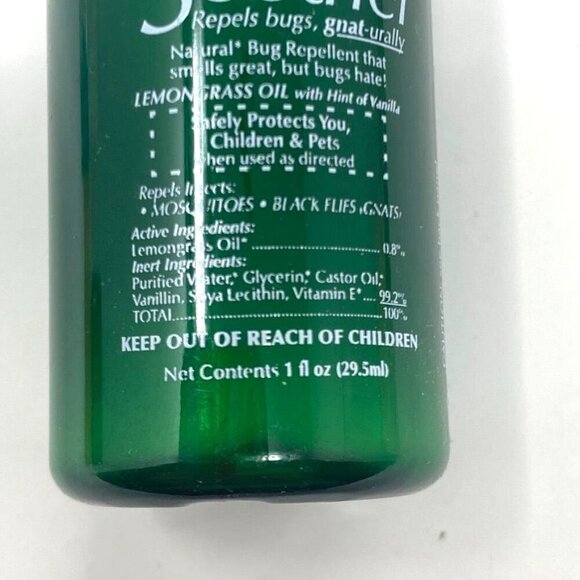 Repels bugs, gnat-urally
Natural* Bug Repellent that
smells great, but bugs hate!
LEMONGRASS OIL with Hint of Vanilla
Safely Protects You,
Children & Pets
when used as directed
Repels Insects:
• MOSQUITOES • BLACK FLIES (GNATS)
Active Ingredients:
Lemongrass Oil* .......................... 0.8%
Inert Ingredients:
Purified Water,* Glycerin,* Castor Oil,*
Vanillin, Soya Lecithin, Vitamin E*.... 99.2%
TOTAL.......................................... 100%
KEEP OUT OF REACH OF CHILDREN
Net Contents 1 fl oz (29.5ml)